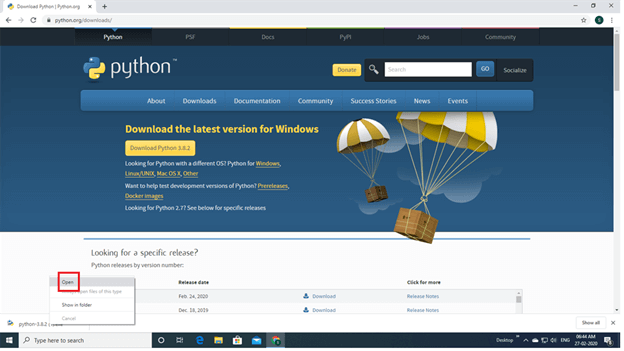 Download Python | Python.org
python.org/downloads/
Python PSF Docs PyPI Jobs Community
python™
Donate Search GO Socialize
About Downloads Documentation Community Success Stories News Events
Download the latest version for Windows
Download Python 3.8.2
Looking for Python with a different OS? Python for Windows,
Linux/UNIX, Mac OS X, Other
Want to help test development versions of Python? Prereleases,
Docker images
Looking for Python 2.7? See below for specific releases
Looking for a specific release?
Python releases by version number:
Release date Click for more
Feb. 24, 2020 Download Release Notes
Dec. 18, 2019 Download Release Notes
Open
files of this type
Show in folder
Cancel
python-3.8.2
Show all
Type here to search
Desktop
ENG
06:44 AM
27-02-2020